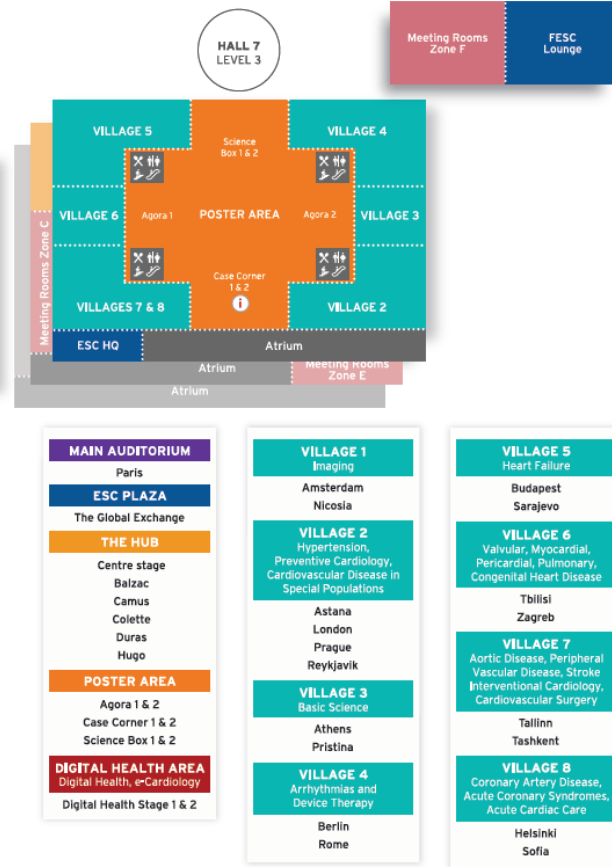 HALL 7
LEVEL 3
Meeting Rooms
Zone F
FESC
Lounge
VILLAGE 5
Science
Box 1 & 2
VILLAGE 4
VILLAGE 6
Agora 1
POSTER AREA
Agora 2
VILLAGE 3
Meeting Rooms Zone C
Case Corner
1 & 2
i
VILLAGES 7 & 8
VILLAGE 2
ESC HQ
Atrium
Atrium
Meeting Rooms
Zone E
Atrium
MAIN AUDITORIUM
Paris
ESC PLAZA
The Global Exchange
THE HUB
Centre stage
Balzac
Camus
Colette
Duras
Hugo
POSTER AREA
Agora 1 & 2
Case Corner 1 & 2
Science Box 1 & 2
DIGITAL HEALTH AREA
Digital Health, e-Cardiology
Digital Health Stage 1 & 2
VILLAGE 1
Imaging
Amsterdam
Nicosia
VILLAGE 2
Hypertension,
Preventive Cardiology,
Cardiovascular Disease in
Special Populations
Astana
London
Prague
Reykjavik
VILLAGE 3
Basic Science
Athens
Pristina
VILLAGE 4
Arrhythmias and
Device Therapy
Berlin
Rome
VILLAGE 5
Heart Failure
Budapest
Sarajevo
VILLAGE 6
Valvular, Myocardial,
Pericardial, Pulmonary,
Congenital Heart Disease
Tbilisi
Zagreb
VILLAGE 7
Aortic Disease, Peripheral
Vascular Disease, Stroke
Interventional Cardiology,
Cardiovascular Surgery
Tallinn
Tashkent
VILLAGE 8
Coronary Artery Disease,
Acute Coronary Syndromes,
Acute Cardiac Care
Helsinki
Sofia